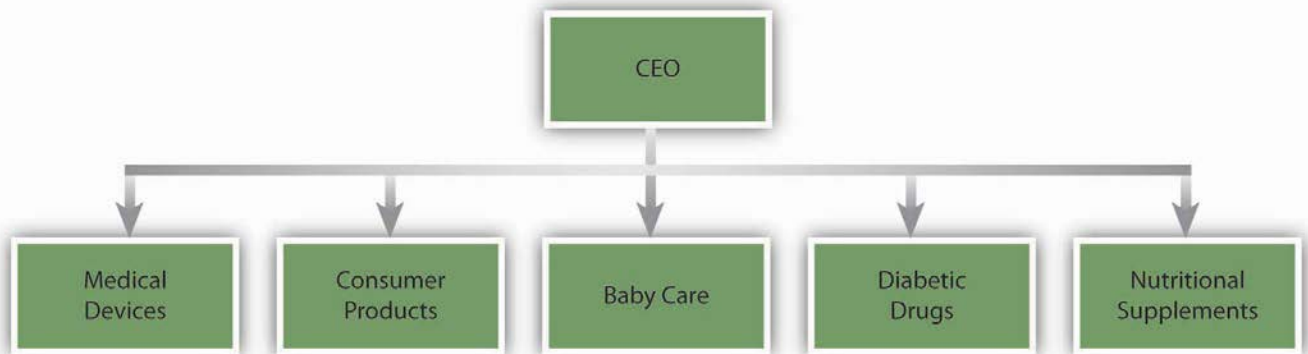 CEO
Medical
Devices
Consumer
Products
Baby Care
Diabetic
Drugs
Nutritional
Supplements